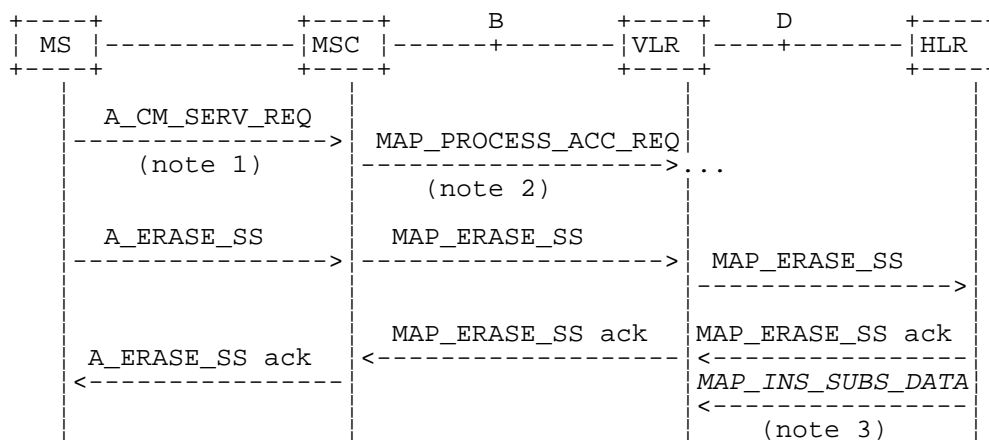 B D
MS MSC VLR HLR
A_CM_SERV_REQ
MAP_PROCESS_ACC_REQ
(note 1) ...
(note 2)
A_ERASE_SS MAP_ERASE_SS
MAP_ERASE_SS
MAP_ERASE_SS ack MAP_ERASE_SS ack
A_ERASE_SS ack
MAP_INS_SUBS_DATA
(note 3)